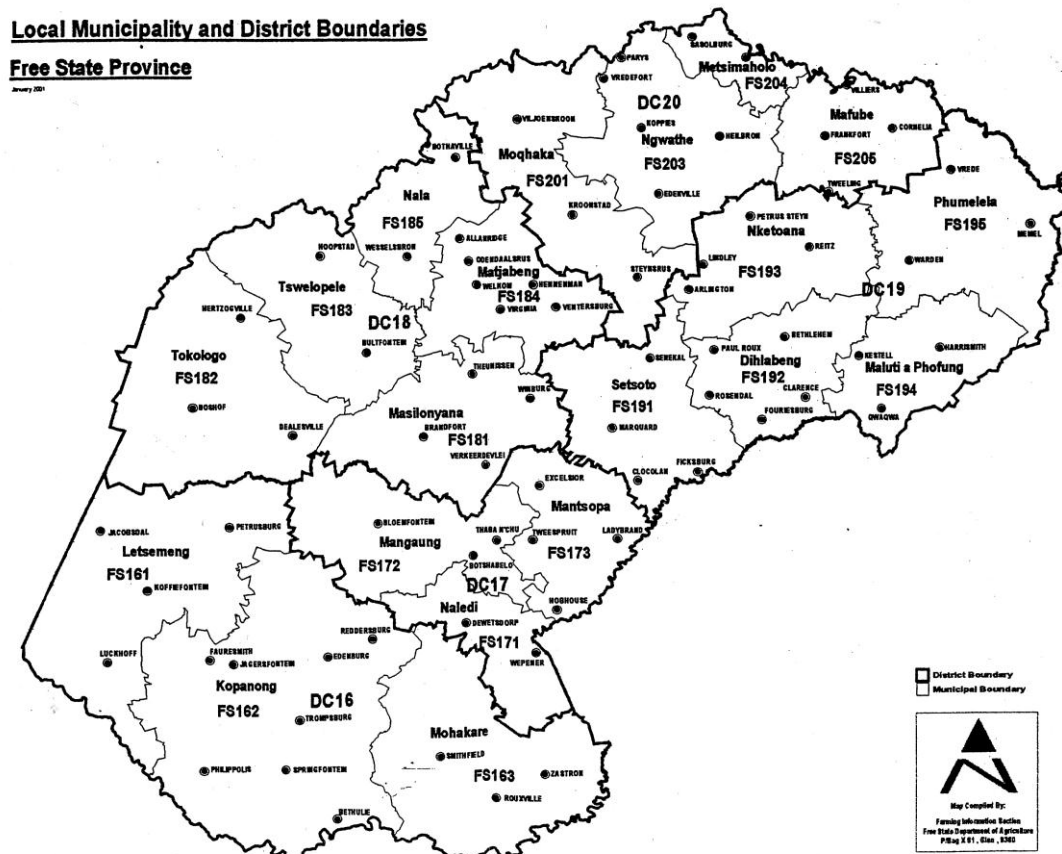 Local Municipality and District Boundaries
Free State Province
January 2001
SASOLBURG
PARYS
Metsimaholo
FS204
VREDEFORT
VILLIERS
DC20
Mafube
VILJOENSKOON
KOPPIES
Ngwathe
HEILBRON
FRANKFORT
CORNELIA
FS203
FS205
BOTHAVILLE
Moqhaka
FS201
VREDE
Nala
EDENVILLE
TWEELING
Phumelela
FS185
KROONSTAD
PETRUS STEYN
FS195
Nketoana
MEMEL
ALLANRIDGE
REITZ
HOOPSTAD
WESSELSBRON
ODENDAALSRUS
LINDLEY
FS193
WARDEN
Matjabeng
STEYNSRUS
Tswelopele
WELKOM
HENNENMAN
ARLINGTON
DC19
FS184
FS183
VIRGINIA
VENTERSBURG
HERTZOGVILLE
DC18
BETHLEHEM
BULTFONTEIN
PAUL ROUX
HARRISMITH
Tokologo
SENEKAL
Dihlabeng
KESTELL
FS182
THEUNISSEN
FS192
Maluti a Phofung
Setsoto
FS194
WINBURG
FS191
ROSENDAL
CLARENCE
BOSHOF
QWAQWA
Masilonyana
FOURIESBURG
DEALESVILLE
BRANDFORT
FS181
MARQUARD
VERKEERDEVLEI
FICKSBURG
CLOCOLAN
EXCELSIOR
Mantsopa
JACOBSDAL
PETRUSBURG
BLOEMFONTEIN
THABA N'CHU
TWEESPRUIT
LADYBRAND
Letsemeng
Mangaung
FS173
FS161
FS172
BOTSHABELO
KOFFIEFONTEIN
DC17
Naledi
HOBHOUSE
DEWETSDORP
REDDERSBURG
FS171
LUCKHOFF
FAURESMITH
EDENBURG
WEPENER
JAGERSFONTEIN
Kopanong
DC16
FS162
TROMPSBURG
Mohakare
SMITHFIELD
PHILIPPOLIS
SPRINGFONTEIN
FS163
ZASTRON
ROUXVILLE
BETHULIE
District Boundary
Municipal Boundary
Map Compiled By:
Farming Information Section
Free State Department of Agriculture
P/Bag X 01 , Glen , 9360